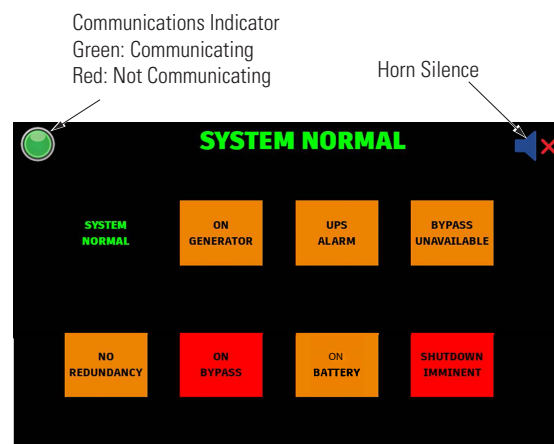 Communications Indicator
Green: Communicating
Red: Not Communicating
Horn Silence
SYSTEM NORMAL
SYSTEM
NORMAL
ON
GENERATOR
UPS
ALARM
BYPASS
UNAVAILABLE
NO
REDUNDANCY
ON
BYPASS
ON
BATTERY
SHUTDOWN
IMMINENT